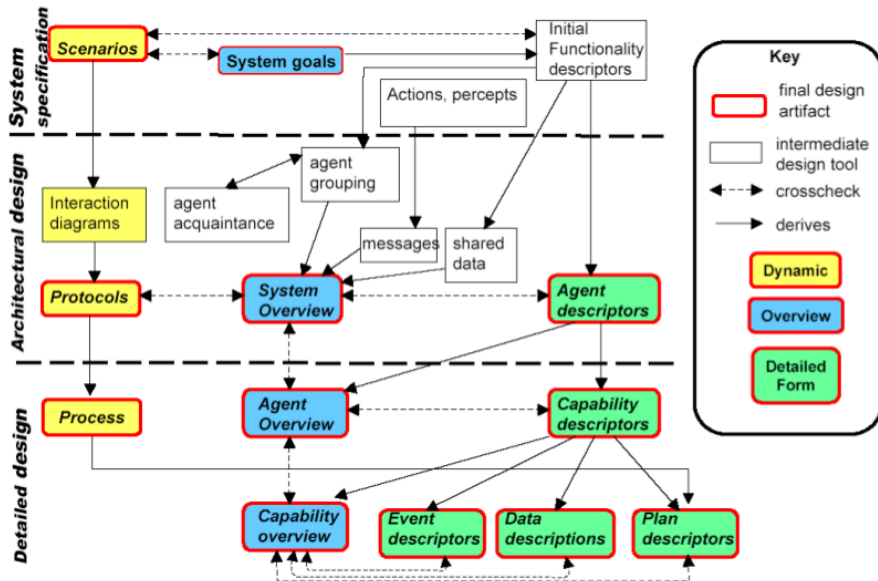 System
specification
Scenarios
System goals
Initial
Functionality
descriptors
Actions, percepts
Architectural design
Interaction
diagrams
agent
acquaintance
agent
grouping
messages
shared
data
Protocols
System
Overview
Agent
descriptors
Detailed design
Process
Agent
Overview
Capability
descriptors
Capability
overview
Event
descriptors
Data
descriptions
Plan
descriptors
Key
final design
artifact
intermediate
design tool
crosscheck
derives
Dynamic
Overview
Detailed
Form